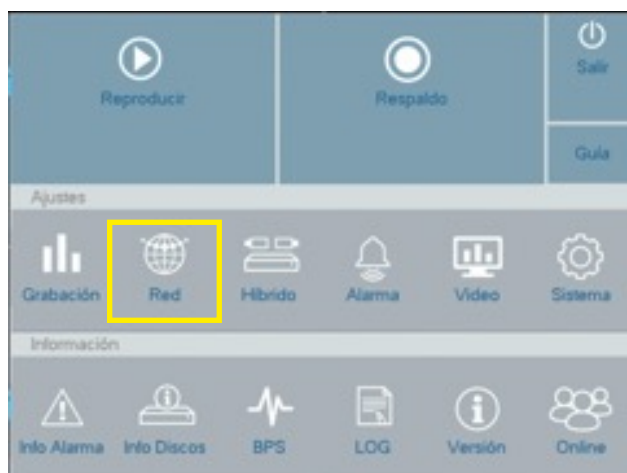 Reproducir
Respaldo
Salir
Guía
Ajustes
Grabación
Red
Híbrido
Alarma
Video
Sistema
Información
Info Alarma
Info Discos
BPS
LOG
Versión
Online